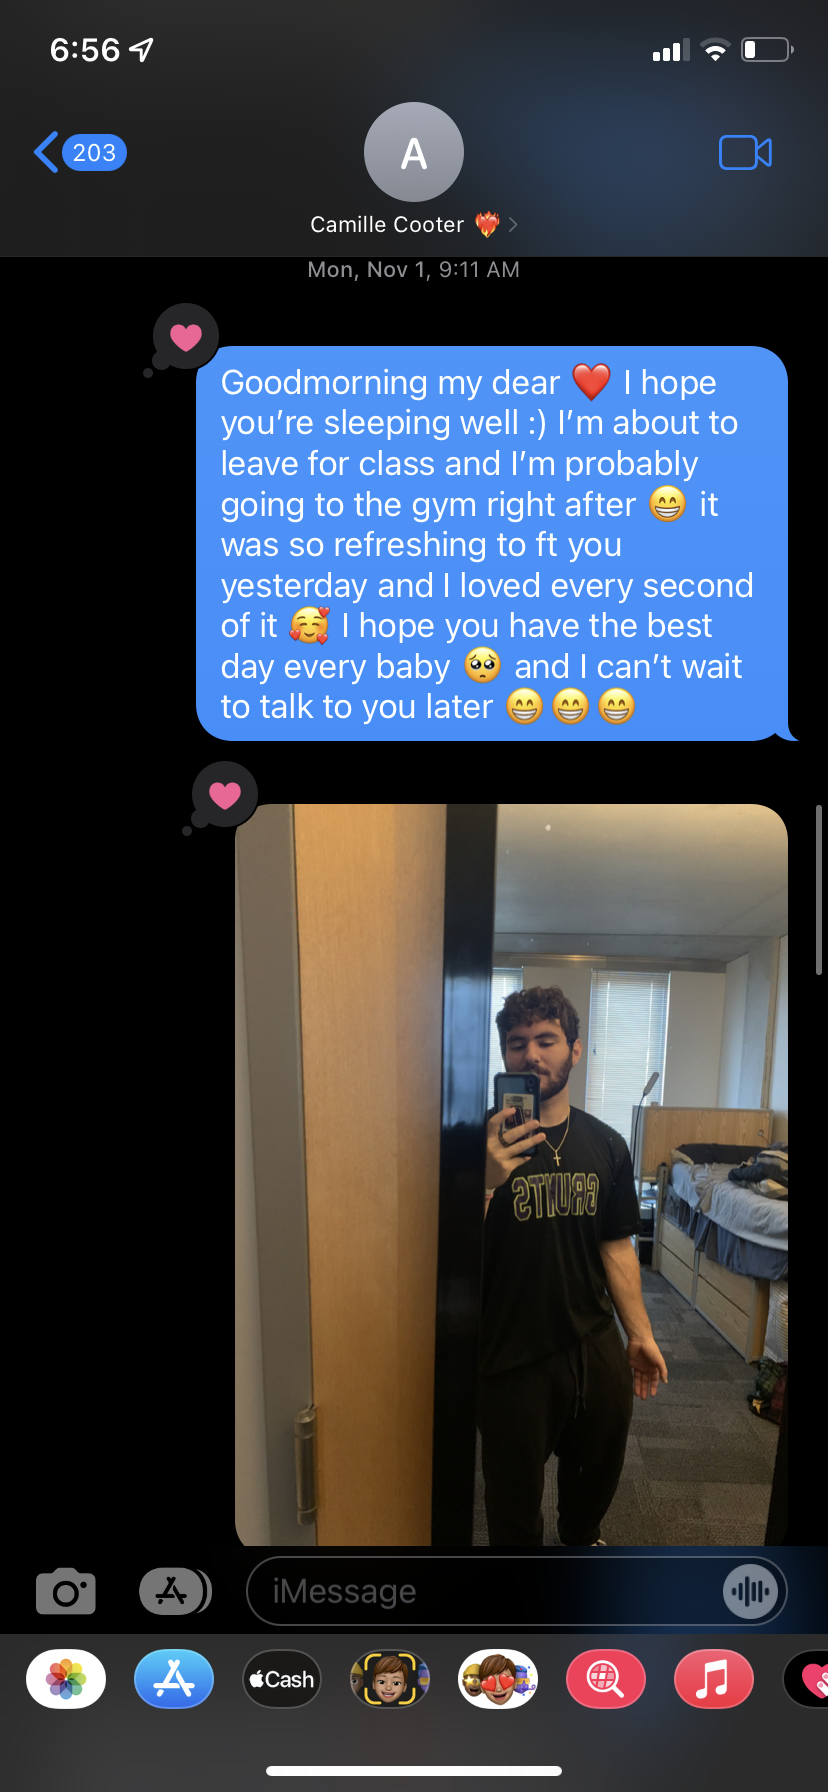 6:56
203
A
Camille Cooter ❤️‍🔥
Mon, Nov 1, 9:11 AM
Goodmorning my dear ❤️ I hope
you’re sleeping well :) I’m about to
leave for class and I’m probably
going to the gym right after 😁 it
was so refreshing to ft you
yesterday and I loved every second
of it 🥰 I hope you have the best
day every baby 🥺 and I can’t wait
to talk to you later 😁😁😁
GRUNTS
iMessage
Cash